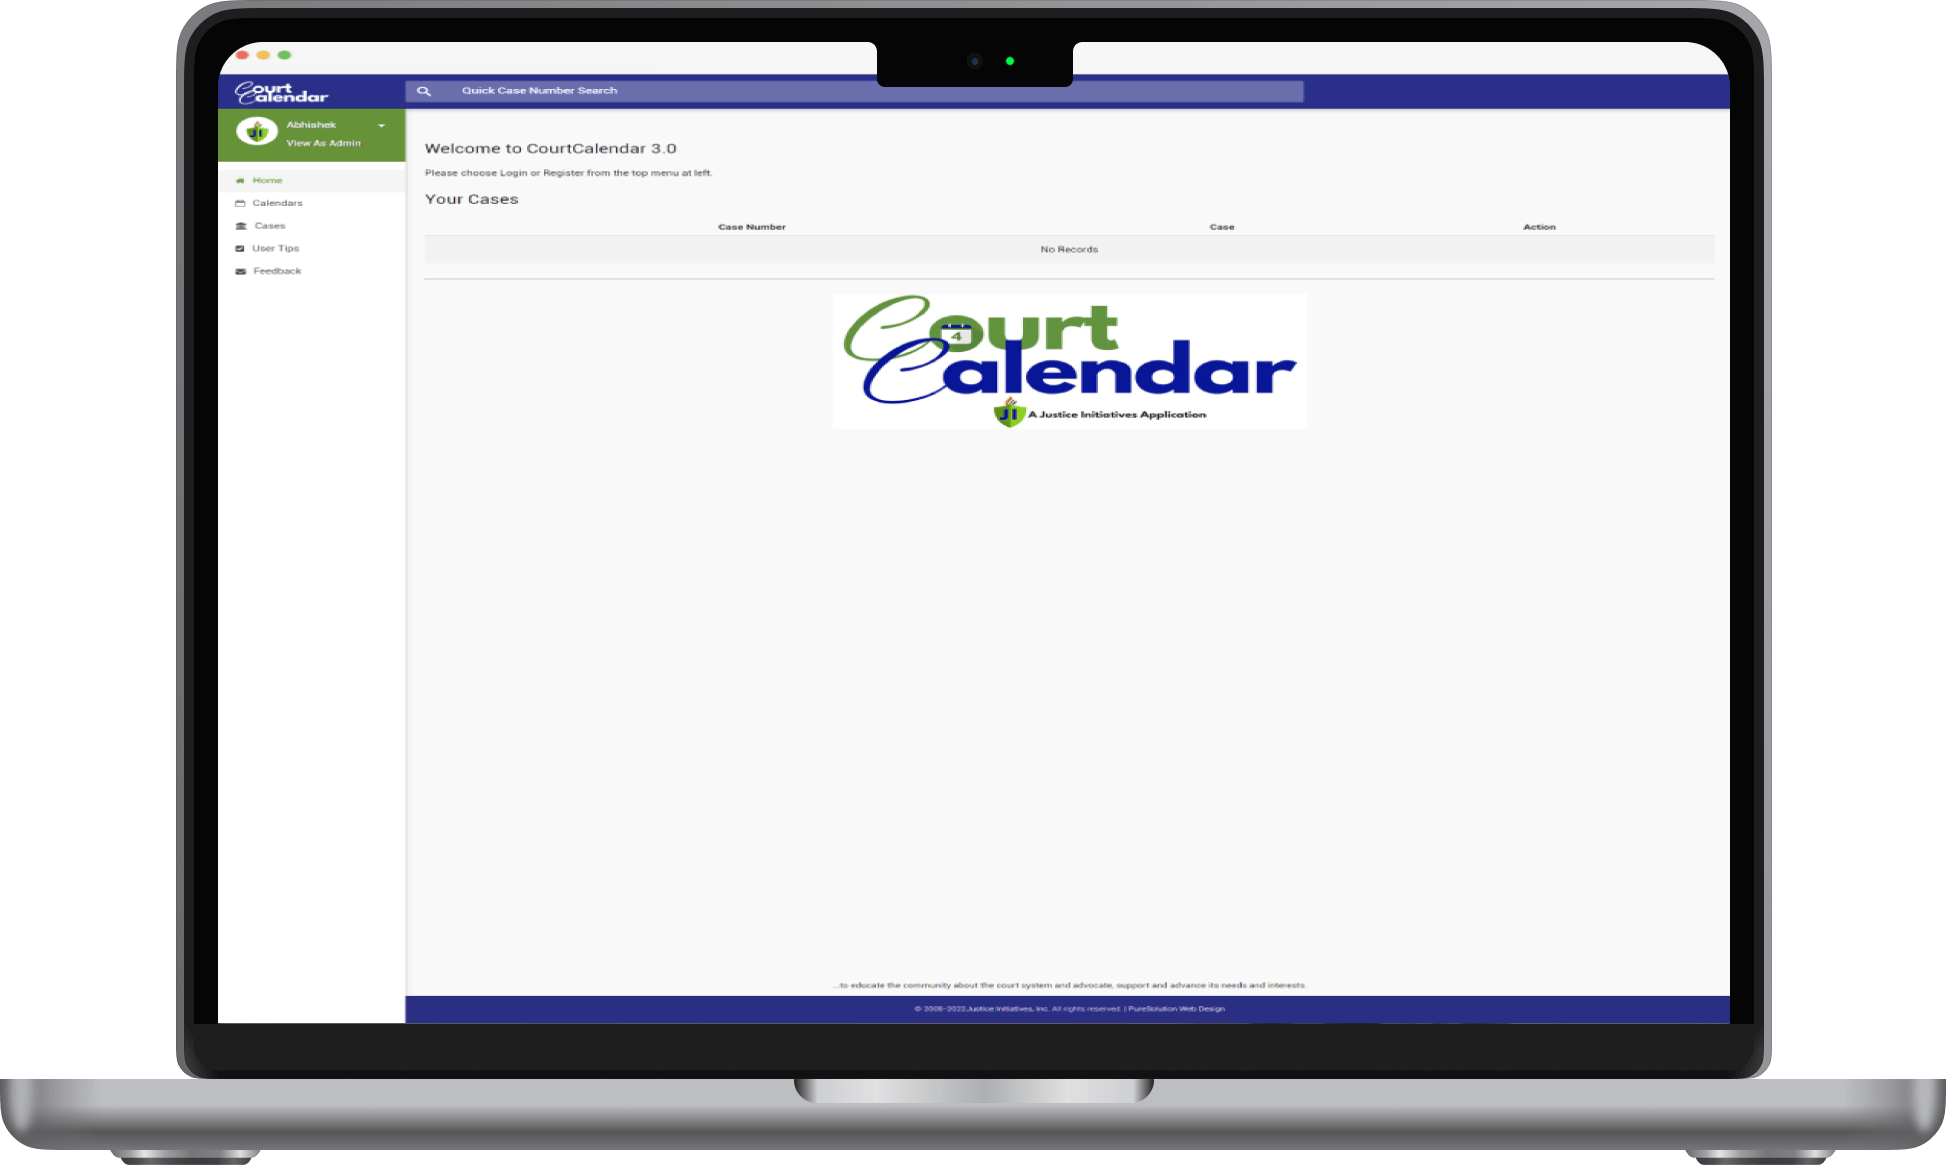 Court
Calendar
Quick Case Number Search
Abhishek
View As Admin
Home
Calendars
Cases
User Tips
Feedback
Welcome to CourtCalendar 3.0
Please choose Login or Register from the top menu at left.
Your Cases
Case Number Case Action
No Records
Court
4
Calendar
JI A Justice Initiatives Application
...to educate the community about the court system and advocate, support and advance its needs and interests.
© 2008-2022 Justice Initiatives, Inc. All rights reserved. | PureSolution Web Design